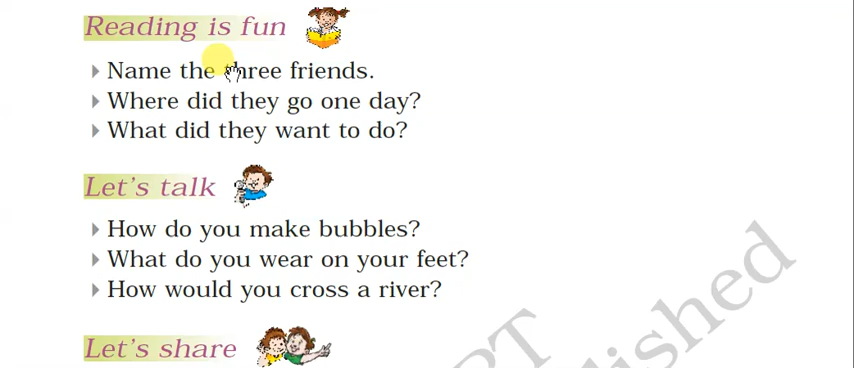 Reading is fun
Name the three friends.
Where did they go one day?
What did they want to do?
Let's talk
How do you make bubbles?
What do you wear on your feet?
How would you cross a river?
Let's share